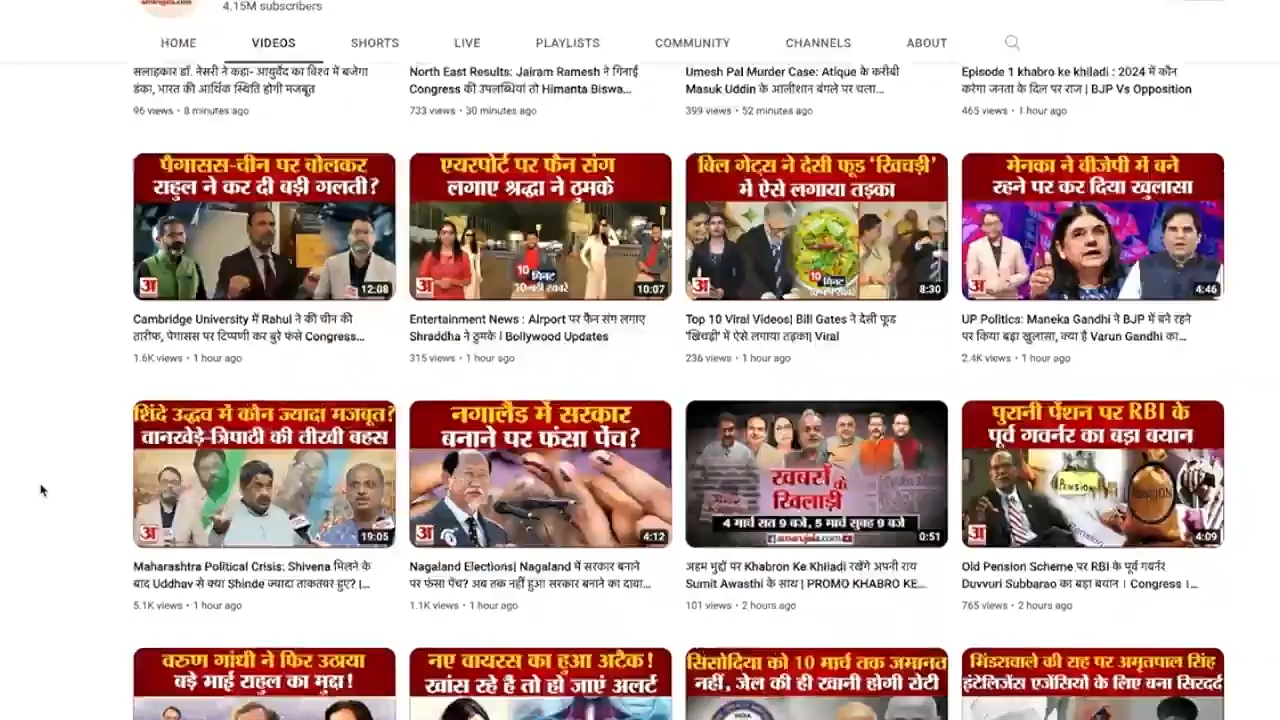 amarujala.com
4.15M subscribers
HOME VIDEOS SHORTS LIVE PLAYLISTS COMMUNITY CHANNELS ABOUT
सलाहकार डॉ. नेसरी ने कहा- आयुर्वेद का विश्व में बजेगा
डंका, भारत की आर्थिक स्थिति होगी मजबूत
96 views • 8 minutes ago
North East Results: Jairam Ramesh ने गिनाईं
Congress की उपलब्धियां तो Himanta Biswa...
733 views • 30 minutes ago
Umesh Pal Murder Case: Atique के करीबी
Masuk Uddin के आलीशान बंगले पर चला...
399 views • 52 minutes ago
Episode 1 khabro ke khiladi : 2024 में कौन
करेगा जनता के दिल पर राज | BJP Vs Opposition
465 views • 1 hour ago
पेगासस-चीन पर बोलकर
राहुल ने कर दी बड़ी गलती?
अ
12:08
Cambridge University में Rahul ने की चीन की
तारीफ, पेगासस पर टिप्पणी कर बुरे फंसे Congress...
1.6K views • 1 hour ago
एयरपोर्ट पर फैन संग
लगाए श्रद्धा ने ठुमके
10
मिनट
अ
10:07
Entertainment News : Airport पर फैन संग लगाए
Shraddha ने ठुमके । Bollywood Updates
315 views • 1 hour ago
बिल गेट्स ने देसी फूड ‘खिचड़ी’
में ऐसे लगाया तड़का
10
मिनट
अ
8:30
Top 10 Viral Videos| Bill Gates ने देसी फूड
'खिचड़ी' में ऐसे लगाया तड़का| Viral
236 views • 1 hour ago
मेनका ने बीजेपी में बने
रहने पर कर दिया खुलासा
अ
4:46
UP Politics: Maneka Gandhi ने BJP में बने रहने
पर किया बड़ा खुलासा, क्या है Varun Gandhi का...
2.4K views • 1 hour ago
शिंदे उद्धव में कौन ज्यादा मजबूत?
वानखेड़े-त्रिपाठी की तीखी बहस
अ
19:05
Maharashtra Political Crisis: Shivena मिलने के
बाद Uddhav से क्या Shinde ज्यादा ताकतवर हुए? |...
5.1K views • 1 hour ago
नगालैंड में सरकार
बनाने पर फंसा पेंच?
अ
4:12
Nagaland Elections| Nagaland में सरकार बनाने
पर फंसा पेंच? अब तक नहीं हुआ सरकार बनाने का दावा...
1.1K views • 1 hour ago
खबरों के
खिलाड़ी
4 मार्च रात 9 बजे, 5 मार्च सुबह 9 बजे
amarujala.com
0:51
अहम मुद्दों पर Khabron Ke Khiladi रखेंगे अपनी राय
Sumit Awasthi के साथ | PROMO KHABRO KE...
101 views • 2 hours ago
पुरानी पेंशन पर RBI के
पूर्व गवर्नर का बड़ा बयान
PENSION
PENSION
Pension
अ
4:09
Old Pension Scheme पर RBI के पूर्व गवर्नर
Duvvuri Subbarao का बड़ा बयान । Congress ।...
765 views • 2 hours ago
वरुण गांधी ने फिर उठाया
बड़े भाई राहुल का मुद्दा!
नए वायरस का हुआ अटैक!
खांस रहे है तो हो जाएं अलर्ट
सिसोदिया को 10 मार्च तक जमानत
नहीं, जेल की ही खानी होगी रोटी
भिंडरावाले की राह पर अमृतपाल सिंह
इंटेलिजेंस एजेंसियों के लिए बना सिरदर्द